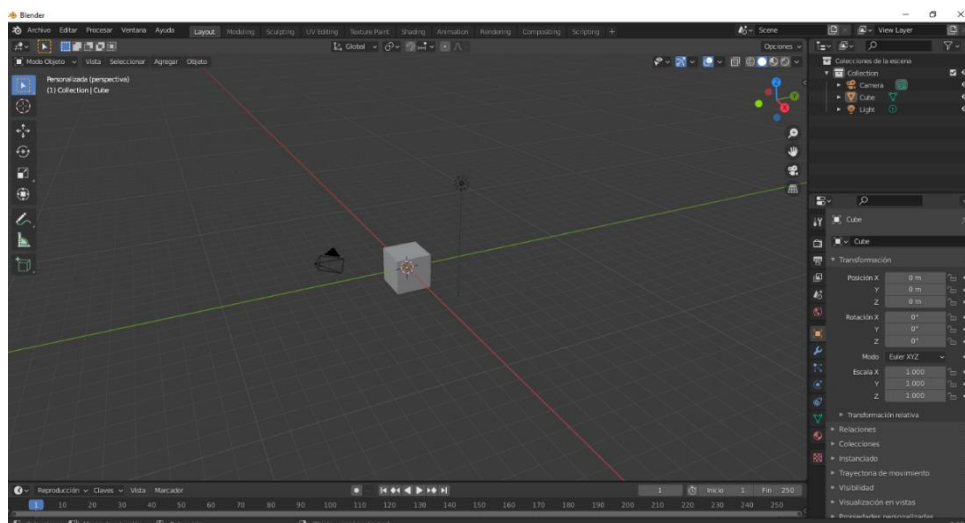 Blender
Archivo Editar Procesar Ventana Ayuda Layout Modeling Sculpting UV Editing Texture Paint Shading Animation Rendering Compositing Scripting + Scene View Layer
Global Opciones
Modo Objeto Vista Seleccionar Agregar Objeto
Personalizada (perspectiva)
(1) Collection | Cube
Z
Y
X
Colecciones de la escena
Collection
Camera
Cube
Light
Cube
Cube
Transformación
Posición X 0 m
Y 0 m
Z 0 m
Rotación X 0°
Y 0°
Z 0°
Modo Euler XYZ
Escala X 1.000
Y 1.000
Z 1.000
Transformación relativa
Relaciones
Colecciones
Instanciado
Trayectoria de movimiento
Visibilidad
Visualización en vistas
Propiedades personalizadas
Reproducción Claves Vista Marcador 1 Inicio 1 Fin 250
1 10 20 30 40 50 60 70 80 90 100 110 120 130 140 150 160 170 180 190 200 210 220 230 240 250